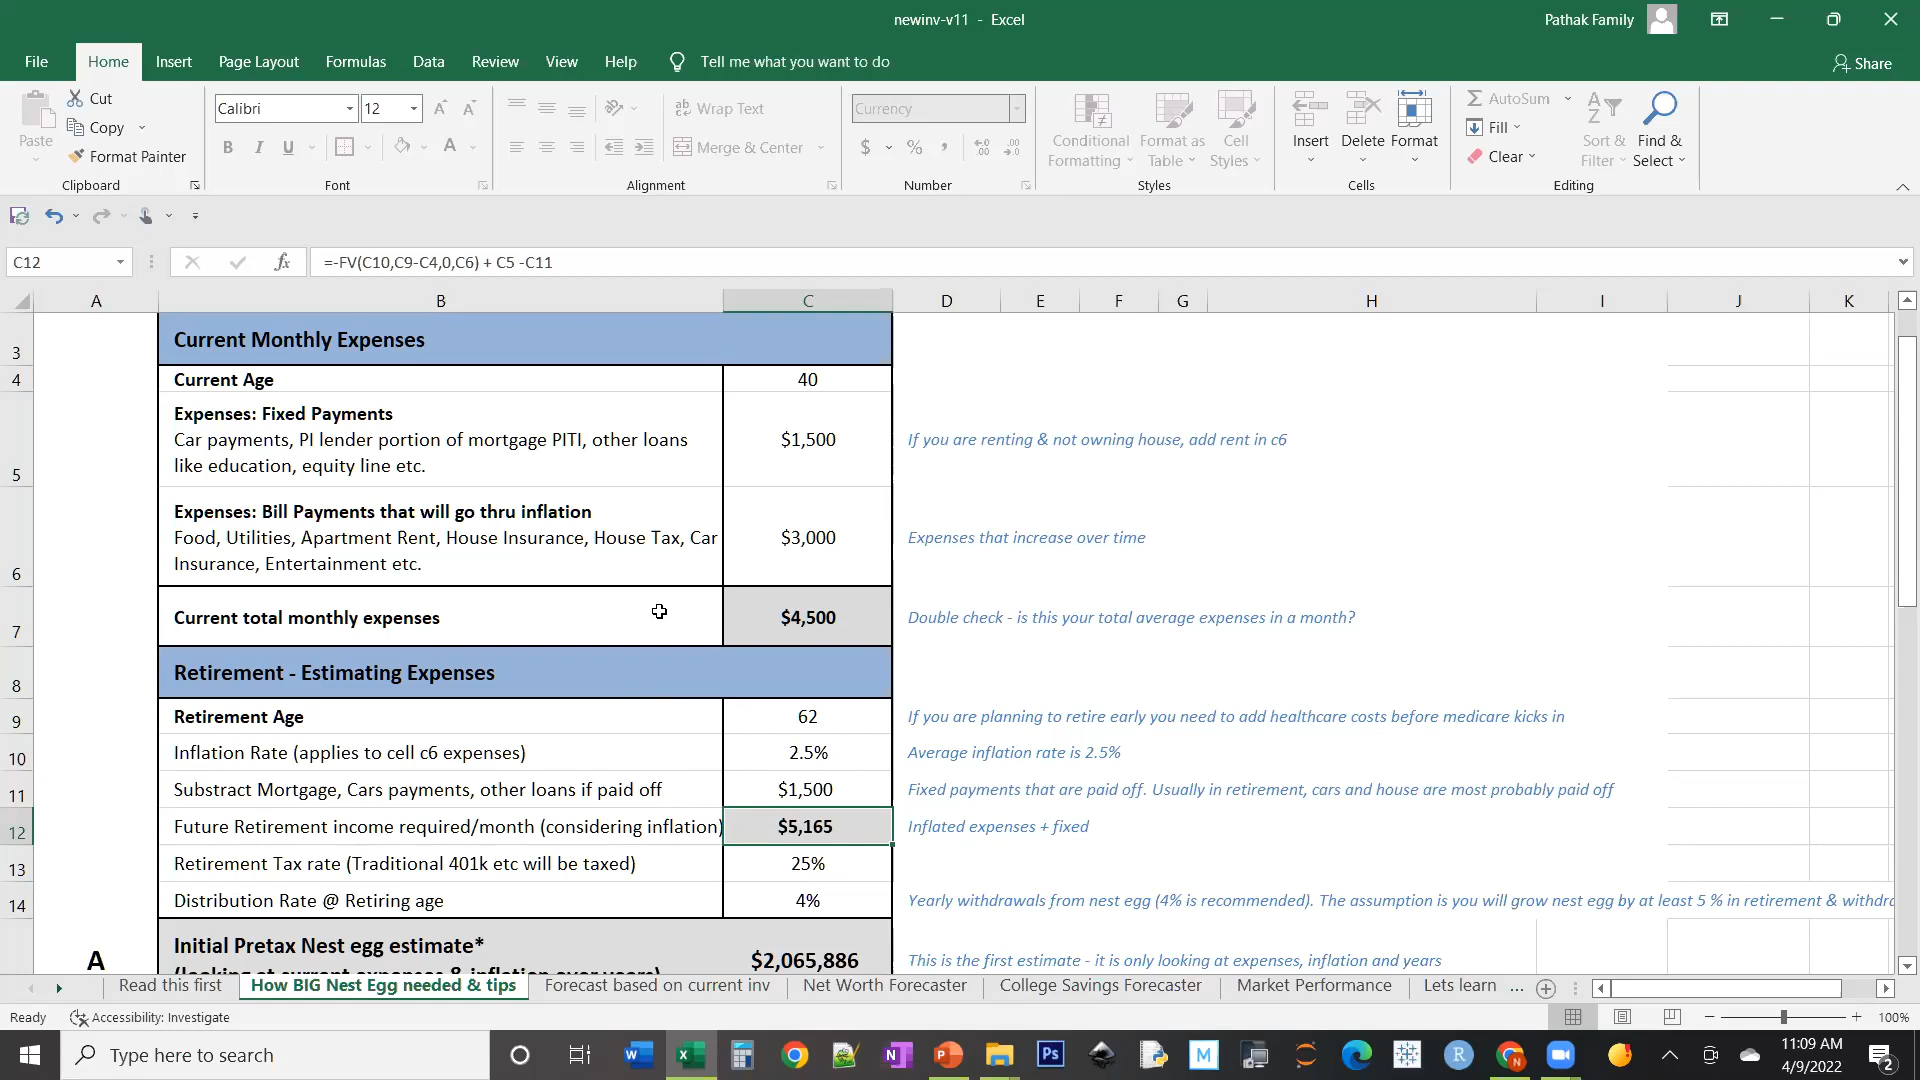 newinv-v11 - Excel
Pathak Family
File Home Insert Page Layout Formulas Data Review View Help Tell me what you want to do
Share
Paste
Cut
Copy
Format Painter
Clipboard
Calibri 12
B I U
Font
Wrap Text
Merge & Center
Alignment
Currency
$ % ,
Number
Conditional Formatting
Format as Table
Cell Styles
Styles
Insert
Delete
Format
Cells
AutoSum
Fill
Clear
Sort & Filter
Find & Select
Editing
C12
fx
=-FV(C10,C9-C4,0,C6) + C5 -C11
A B C D E F G H I J K
3 Current Monthly Expenses
4 Current Age 40
Expenses: Fixed Payments
Car payments, PI lender portion of mortgage PITI, other loans $1,500 If you are renting & not owning house, add rent in c6
5 like education, equity line etc.
Expenses: Bill Payments that will go thru inflation
Food, Utilities, Apartment Rent, House Insurance, House Tax, Car $3,000 Expenses that increase over time
6 Insurance, Entertainment etc.
7 Current total monthly expenses $4,500 Double check - is this your total average expenses in a month?
8 Retirement - Estimating Expenses
9 Retirement Age 62 If you are planning to retire early you need to add healthcare costs before medicare kicks in
10 Inflation Rate (applies to cell c6 expenses) 2.5% Average inflation rate is 2.5%
11 Substract Mortgage, Cars payments, other loans if paid off $1,500 Fixed payments that are paid off. Usually in retirement, cars and house are most probably paid off
12 Future Retirement income required/month (considering inflation) $5,165 Inflated expenses + fixed
13 Retirement Tax rate (Traditional 401k etc will be taxed) 25%
14 Distribution Rate @ Retiring age 4% Yearly withdrawals from nest egg (4% is recommended). The assumption is you will grow nest egg by at least 5 % in retirement & withdra
A Initial Pretax Nest egg estimate* $2,065,886 This is the first estimate - it is only looking at expenses, inflation and years
(looking at current expenses & inflation over years)
Read this first How BIG Nest Egg needed & tips Forecast based on current inv Net Worth Forecaster College Savings Forecaster Market Performance Lets learn ...
Ready Accessibility: Investigate 100%
Type here to search
11:09 AM
4/9/2022
2